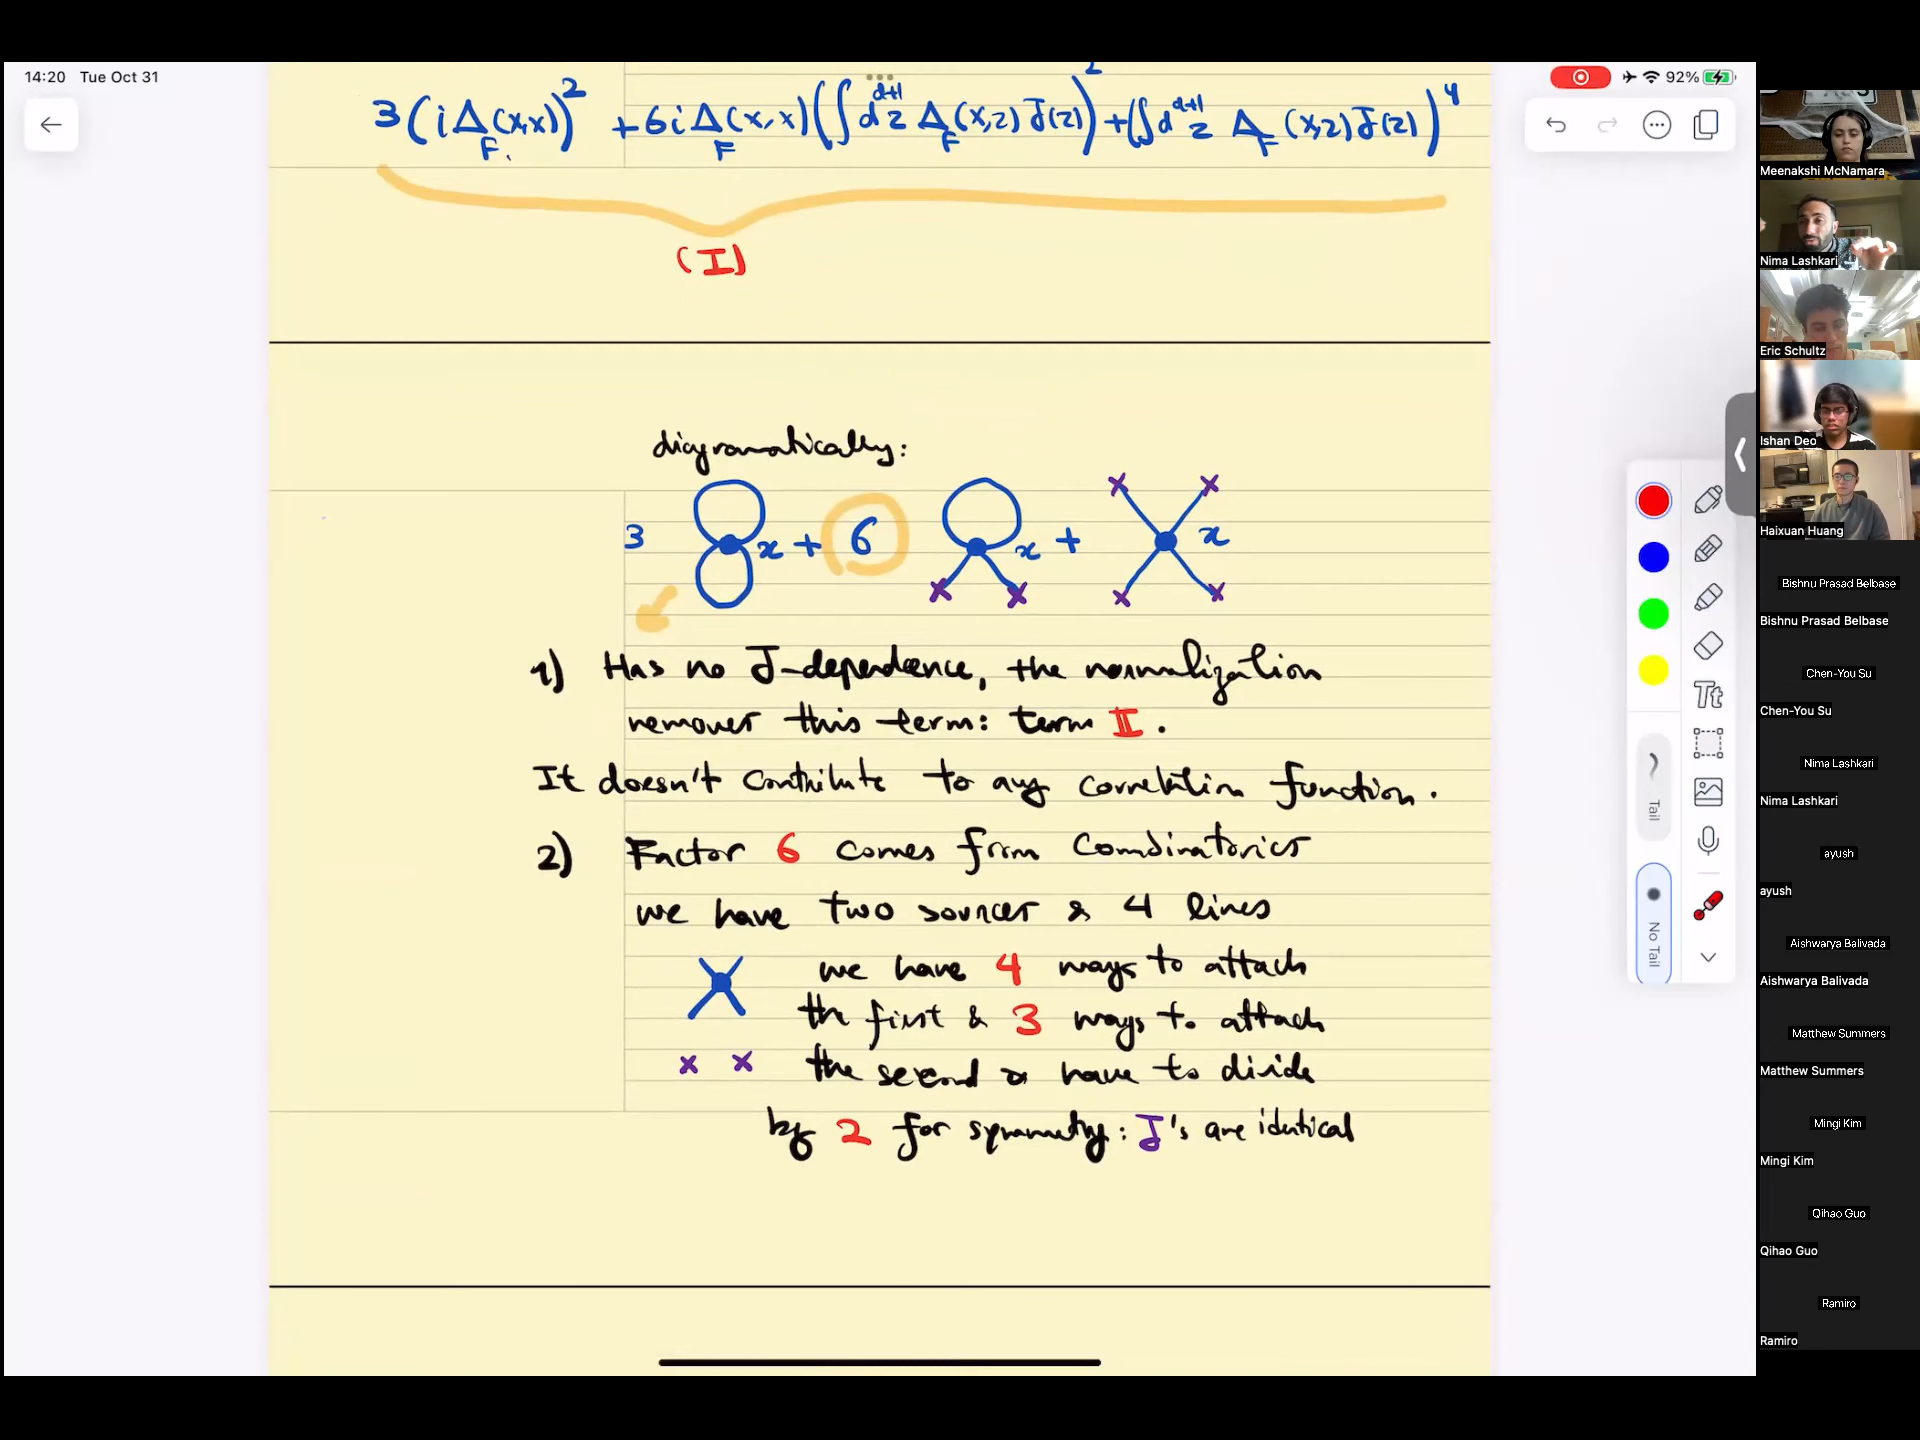 14:20 Tue Oct 31
92%
3(iΔ_F(x,x))² + 6iΔ_F(x,x)(∫d^{d+1}z Δ_F(x,z)J(z))² + (∫d^{d+1}z Δ_F(x,z)J(z))⁴
(I)
diagramatically:
3 x + 6 x + x
1) Has no J-dependence, the normalization
removes this term: term II.
It doesn't contribute to any correlation function.
2) Factor 6 comes from Combinatorics
we have two sources & 4 lines
we have 4 ways to attach
the first & 3 ways to attach
x x the second & have to divide
by 2 for symmetry: J's are identical
Tt
Tail
No Tail
Meenakshi McNamara
Nima Lashkari
Eric Schultz
Ishan Deo
Haixuan Huang
Bishnu Prasad Belbase
Bishnu Prasad Belbase
Chen-You Su
Chen-You Su
Nima Lashkari
Nima Lashkari
ayush
ayush
Aishwarya Balivada
Aishwarya Balivada
Matthew Summers
Matthew Summers
Mingi Kim
Mingi Kim
Qihao Guo
Qihao Guo
Ramiro
Ramiro